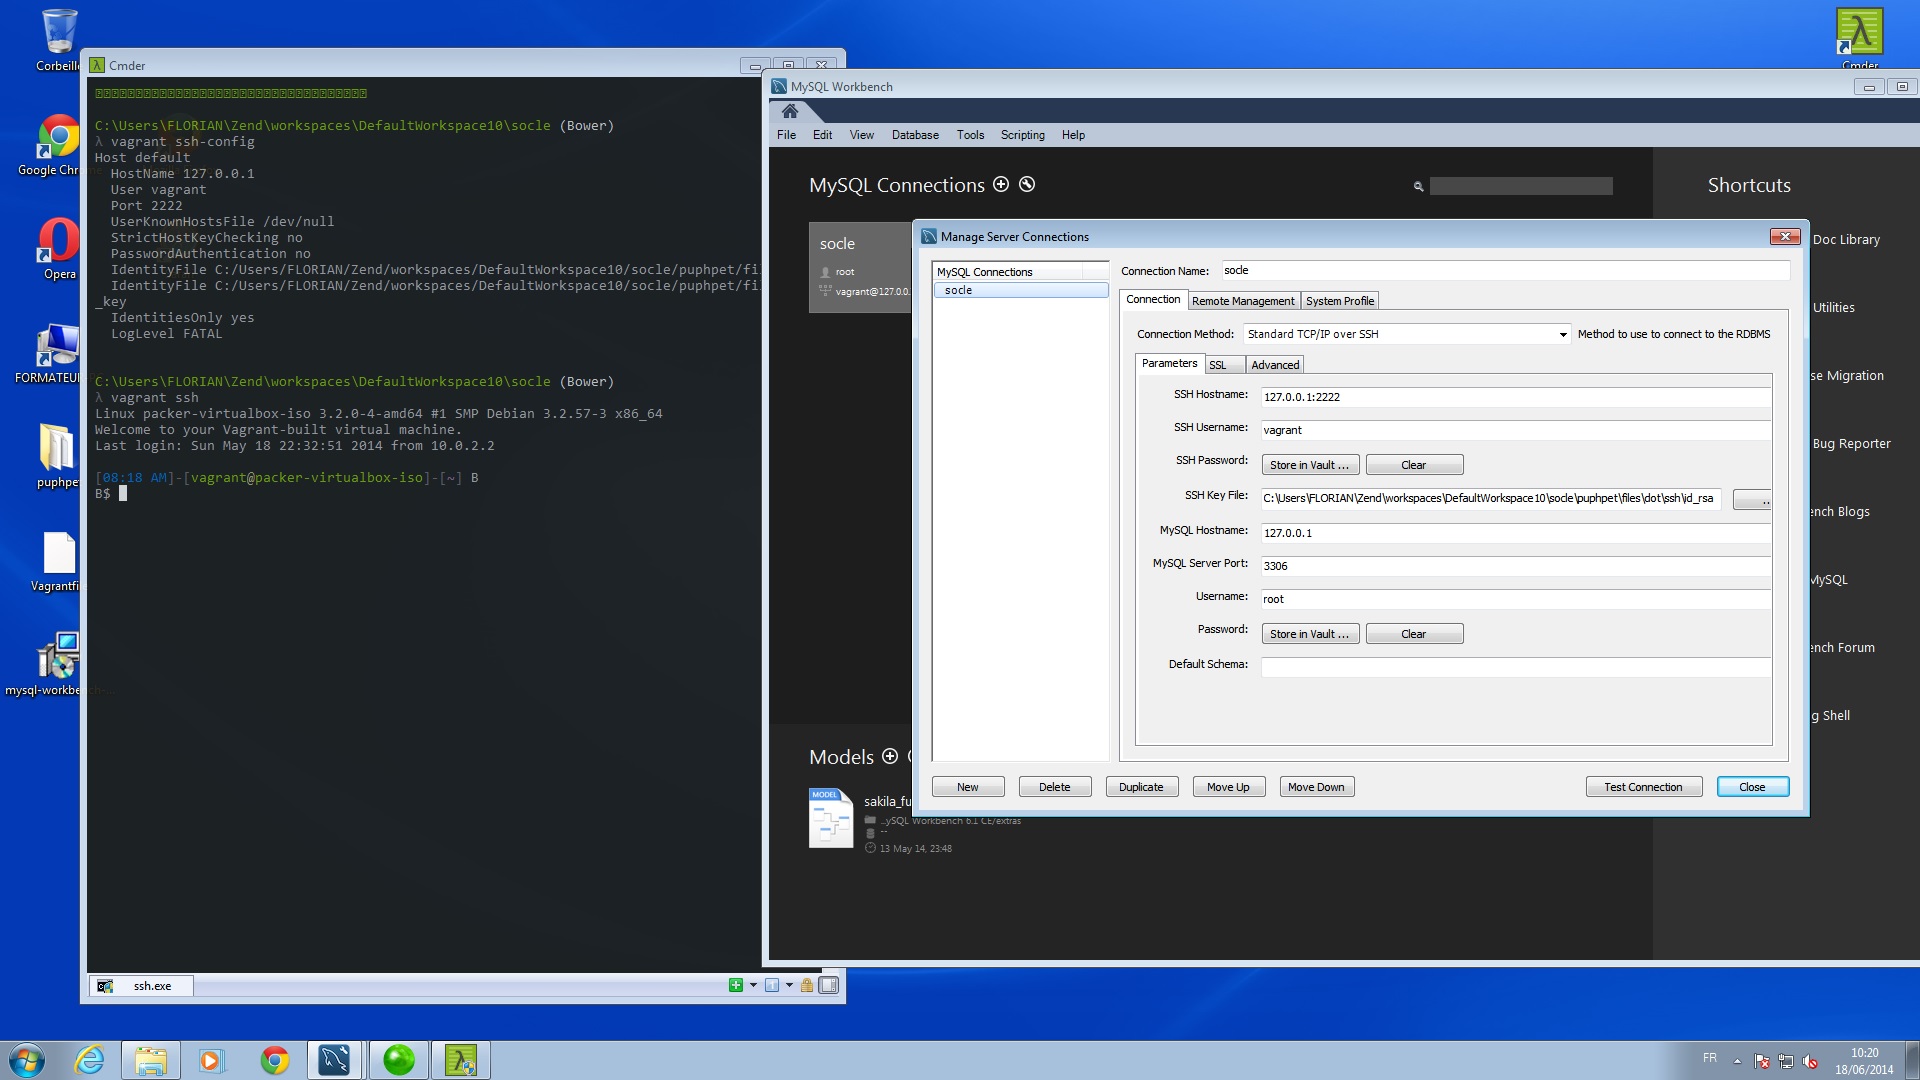 Corbeille
Google Chr
Opera
FORMATEU
puphpe
Vagrantfi
mysql-workbench-...
Cmder
Cmder
C:\Users\FLORIAN\Zend\workspaces\DefaultWorkspace10\socle (Bower)
λ vagrant ssh-config
Host default
HostName 127.0.0.1
User vagrant
Port 2222
UserKnownHostsFile /dev/null
StrictHostKeyChecking no
PasswordAuthentication no
IdentityFile C:/Users/FLORIAN/Zend/workspaces/DefaultWorkspace10/socle/puphpet/fil
IdentityFile C:/Users/FLORIAN/Zend/workspaces/DefaultWorkspace10/socle/puphpet/fil
_key
IdentitiesOnly yes
LogLevel FATAL
C:\Users\FLORIAN\Zend\workspaces\DefaultWorkspace10\socle (Bower)
λ vagrant ssh
Linux packer-virtualbox-iso 3.2.0-4-amd64 #1 SMP Debian 3.2.57-3 x86_64
Welcome to your Vagrant-built virtual machine.
Last login: Sun May 18 22:32:51 2014 from 10.0.2.2
[08:18 AM]-[vagrant@packer-virtualbox-iso]-[~] B
B$
ssh.exe
MySQL Workbench
File Edit View Database Tools Scripting Help
MySQL Connections
Shortcuts
socle
root
vagrant@127.0.0.
Doc Library
Utilities
se Migration
Bug Reporter
ench Blogs
MySQL
ench Forum
g Shell
Models
MODEL
sakila_fu
..ySQL Workbench 6.1 CE/extras
--
13 May 14, 23:48
Manage Server Connections
MySQL Connections
socle
Connection Name: socle
Connection Remote Management System Profile
Connection Method: Standard TCP/IP over SSH Method to use to connect to the RDBMS
Parameters SSL Advanced
SSH Hostname: 127.0.0.1:2222
SSH Username: vagrant
SSH Password: Store in Vault ... Clear
SSH Key File: C:\Users\FLORIAN\Zend\workspaces\DefaultWorkspace10\socle\puphpet\files\dot\ssh\id_rsa ..
MySQL Hostname: 127.0.0.1
MySQL Server Port: 3306
Username: root
Password: Store in Vault ... Clear
Default Schema:
New Delete Duplicate Move Up Move Down Test Connection Close
FR
10:20
18/06/2014